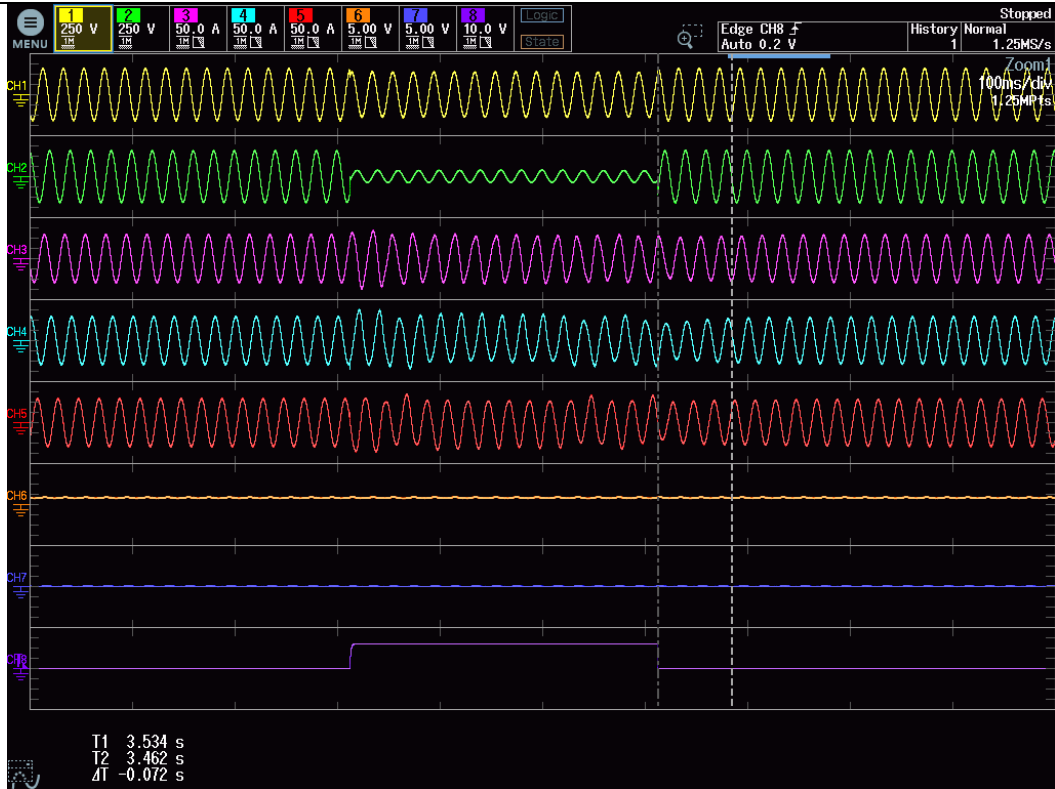 Stopped
1 2 3 4 5 6 7 8 Logic
250 V 250 V 50.0 A 50.0 A 50.0 A 5.00 V 5.00 V 10.0 V
1M 1M 1M 1M 1M 1M 1M 1M State
MENU
Edge CH8 History Normal
Auto 0.2 V 1 1.25MS/s
Zoom1
100ms/div
1.25MPts
CH1
CH2
CH3
CH4
CH5
CH6
CH7
T1 3.534 s
T2 3.462 s
ΔT -0.072 s